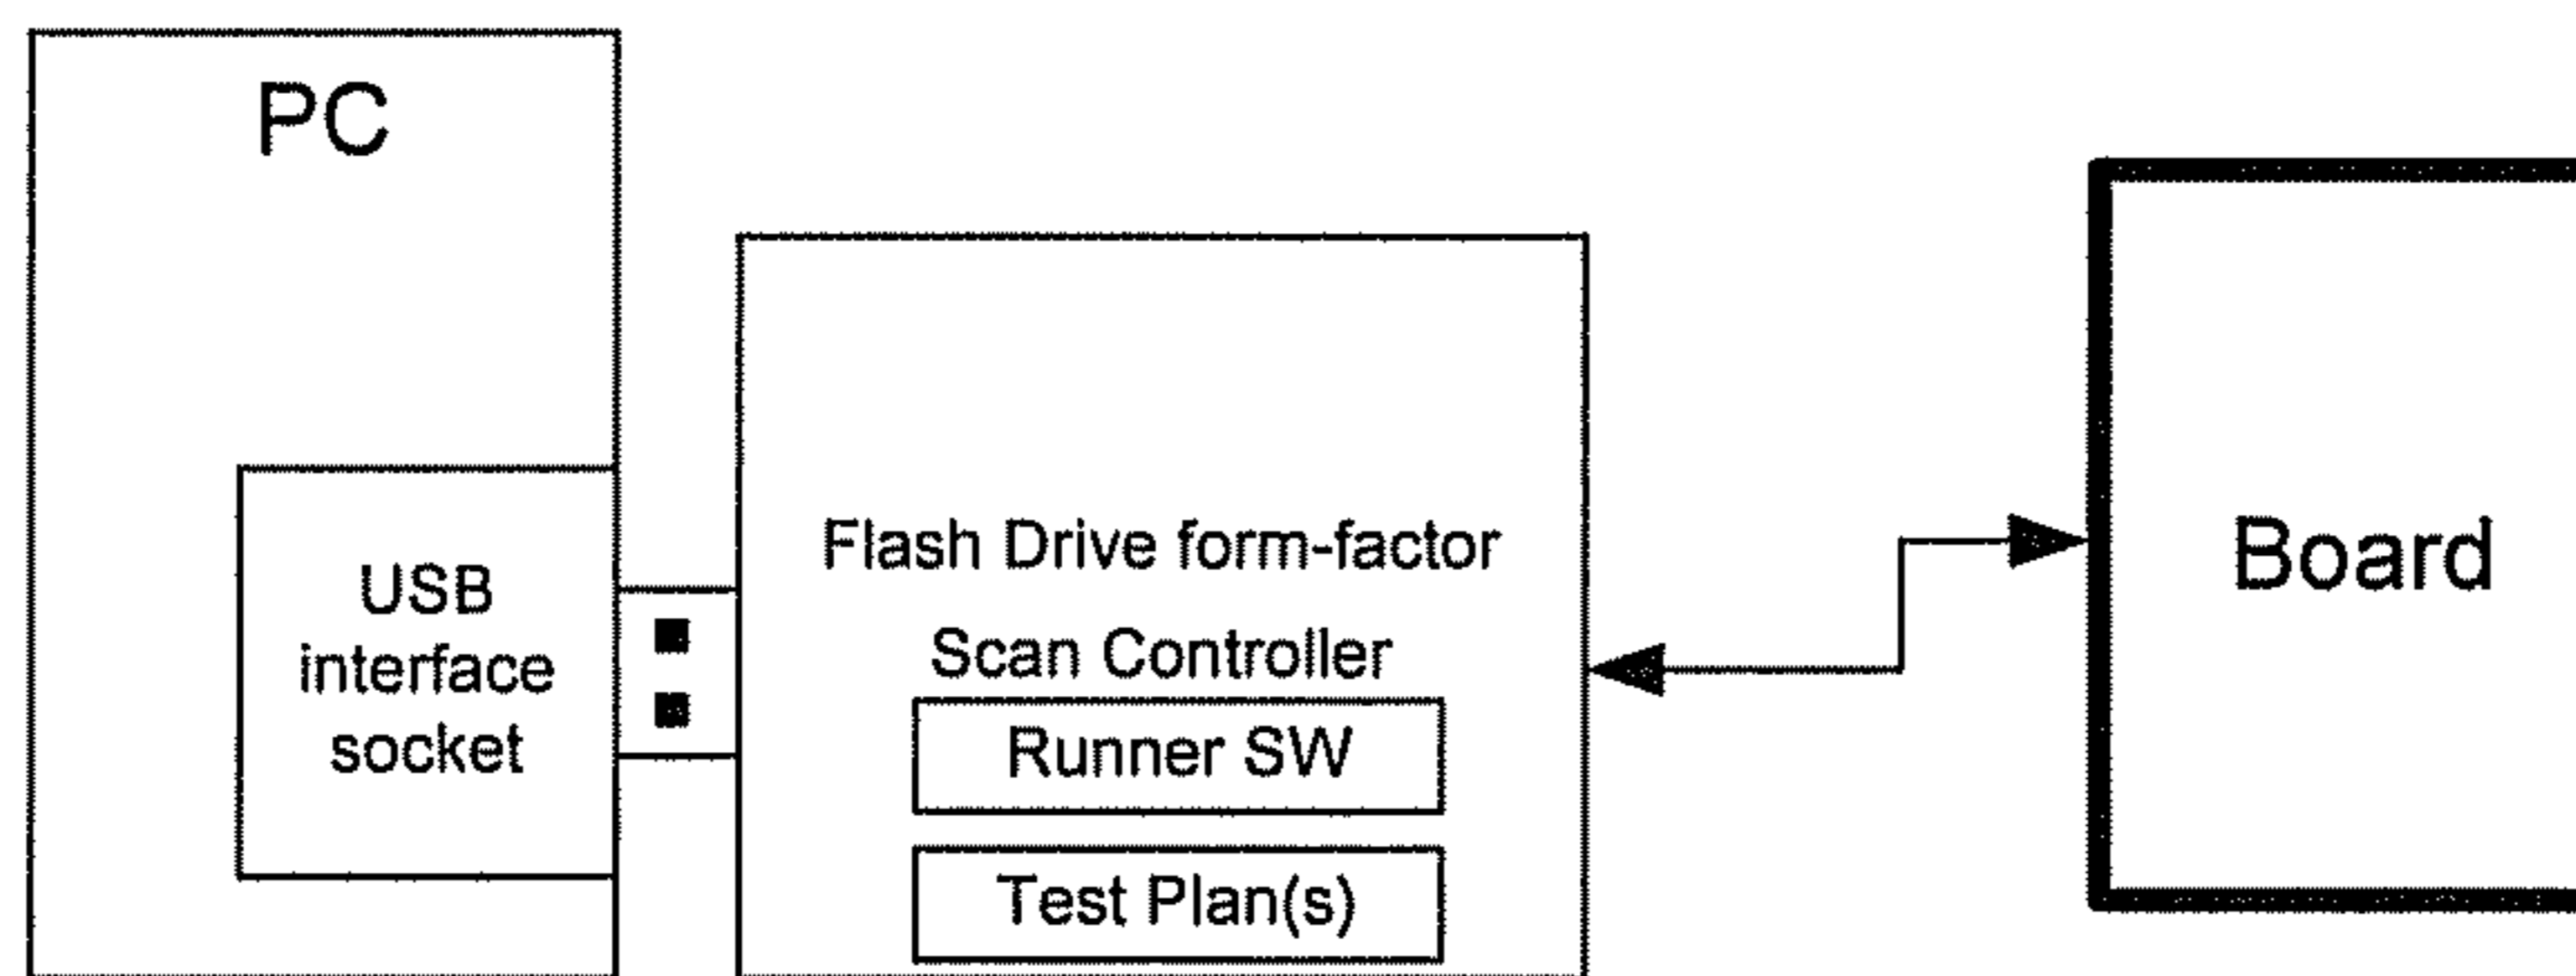 PC
USB
interface
socket
Flash Drive form-factor
Scan Controller
Runner SW
Test Plan(s)
Board